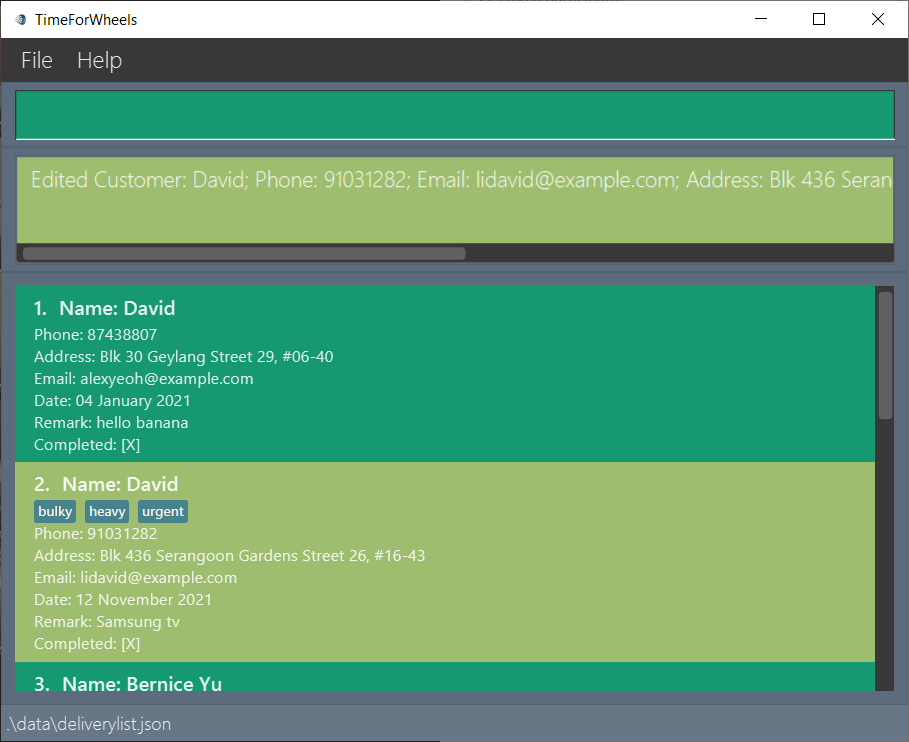 TimeForWheels
File Help
Edited Customer: David; Phone: 91031282; Email: lidavid@example.com; Address: Blk 436 Seran
1. Name: David
Phone: 87438807
Address: Blk 30 Geylang Street 29, #06-40
Email: alexyeoh@example.com
Date: 04 January 2021
Remark: hello banana
Completed: [X]
2. Name: David
bulky heavy urgent
Phone: 91031282
Address: Blk 436 Serangoon Gardens Street 26, #16-43
Email: lidavid@example.com
Date: 12 November 2021
Remark: Samsung tv
Completed: [X]
3. Name: Bernice Yu
.\data\deliverylist.json